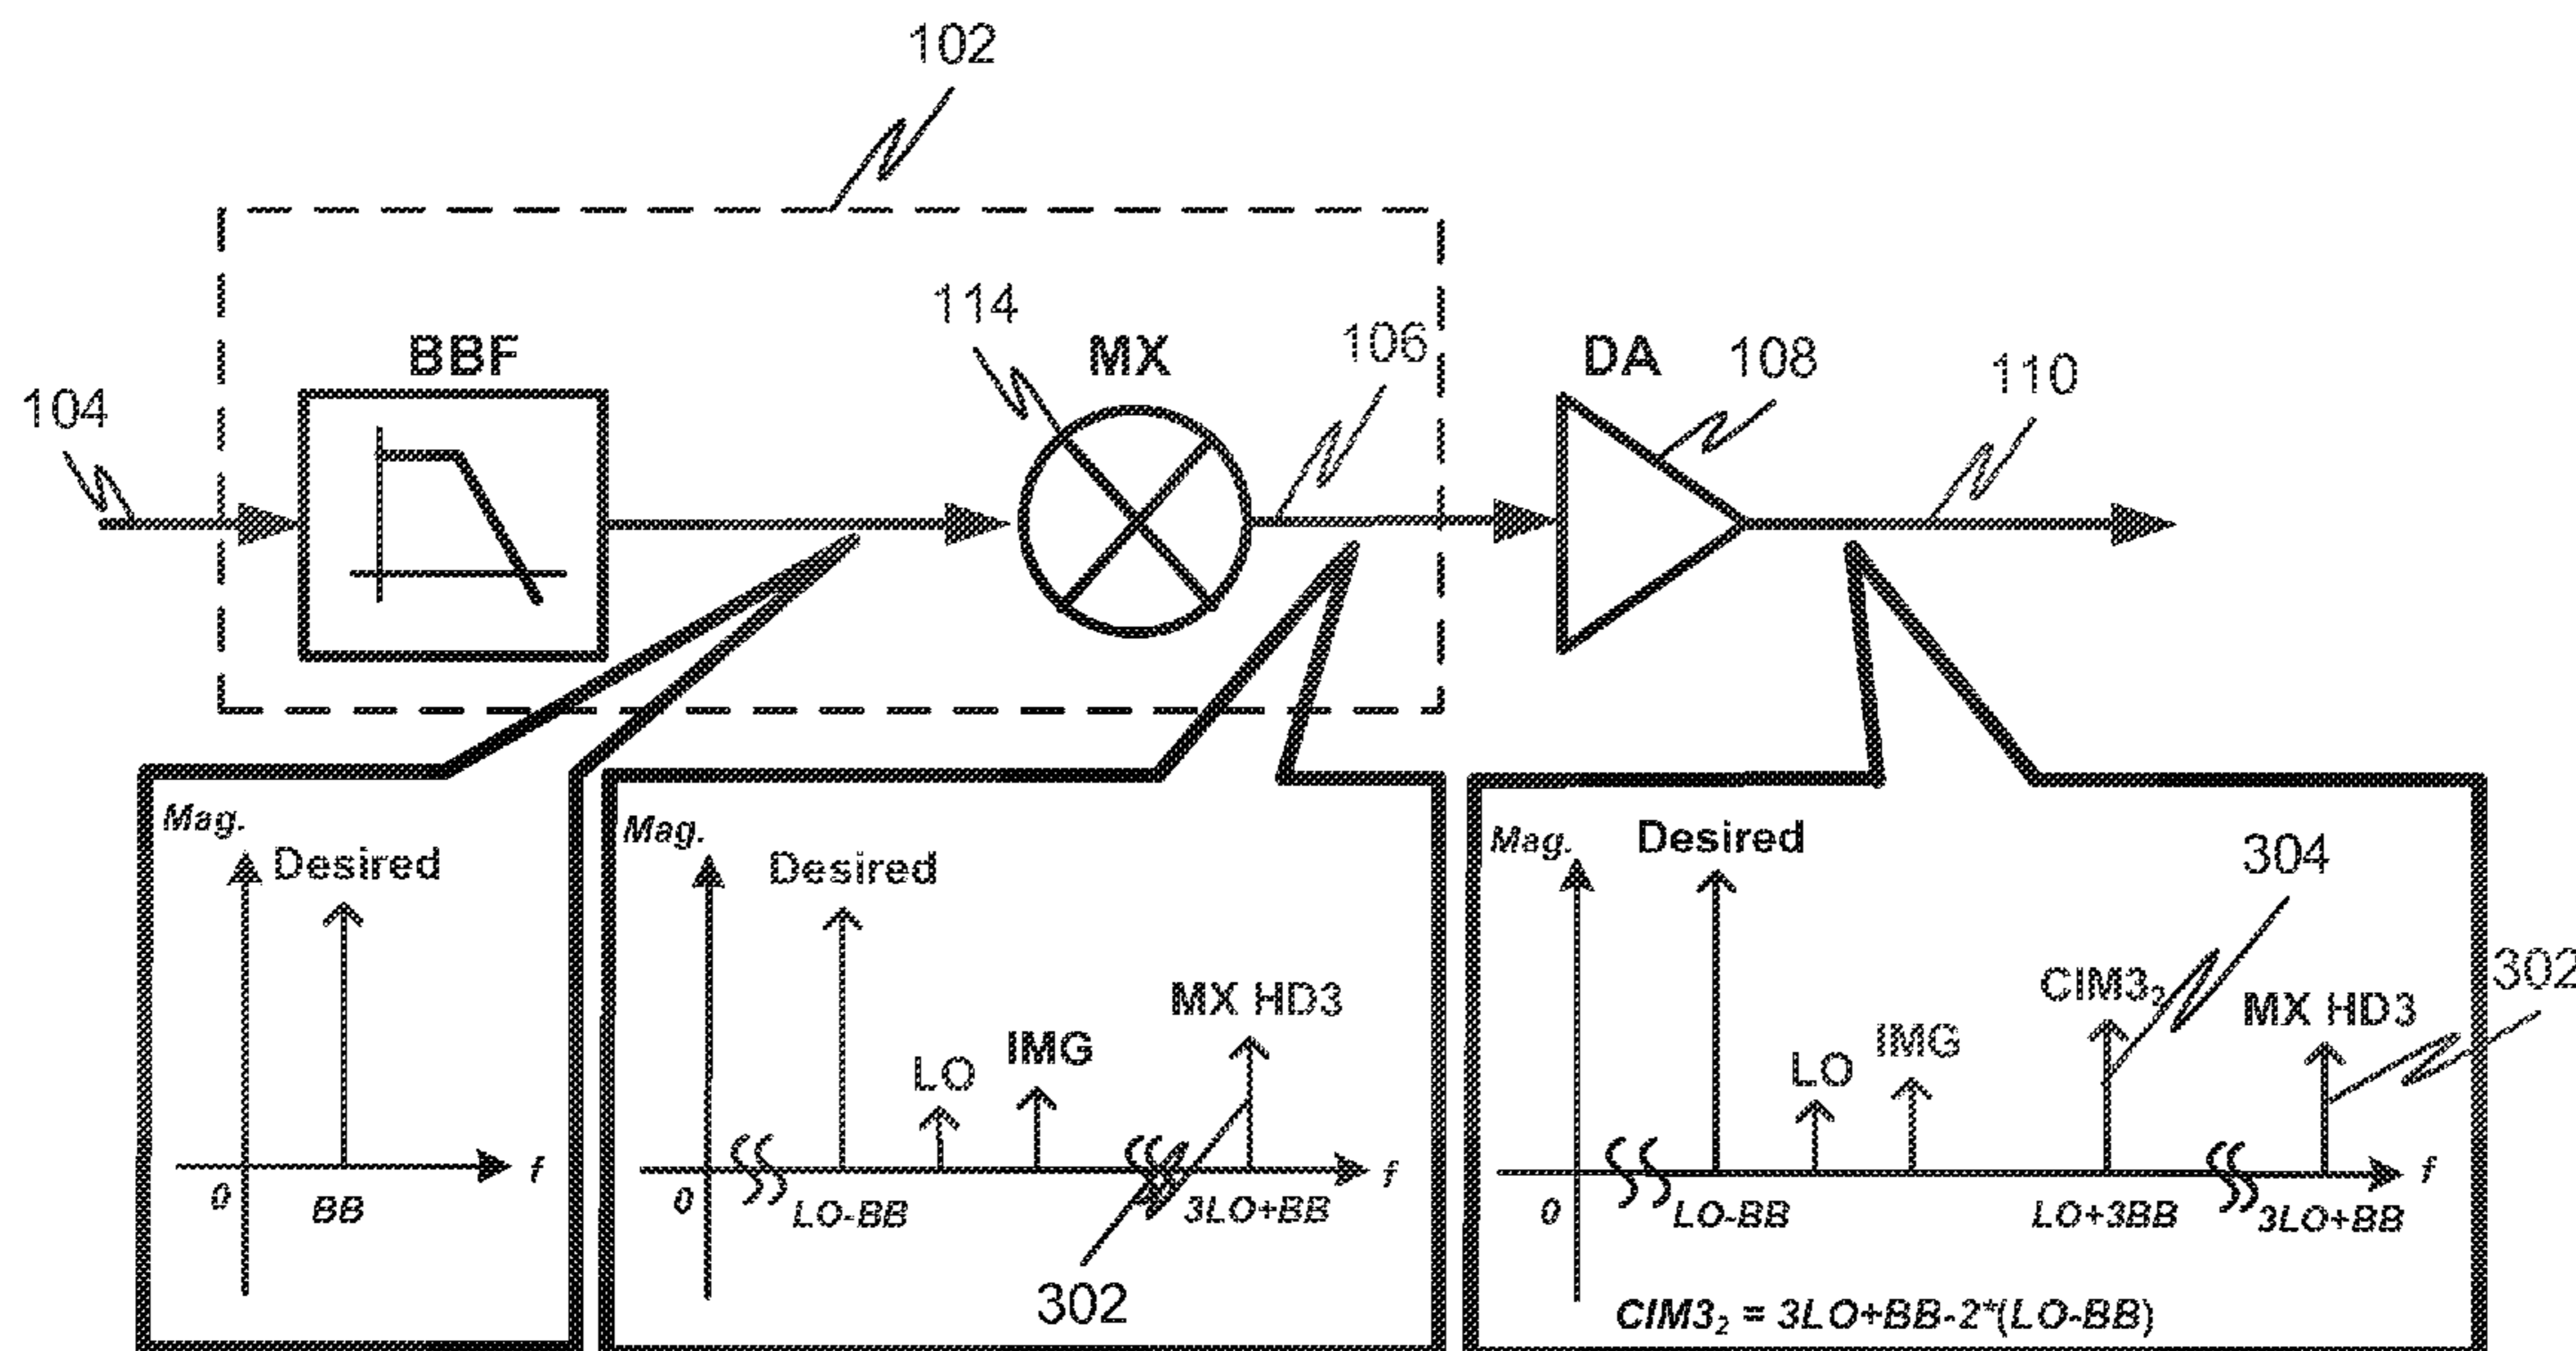 102
114
106
BBF
MX
DA
108
110
104
Mag.
Desired
0
BB
f
Mag.
Desired
LO
IMG
MX HD3
0
LO-BB
3LO+BB
f
302
Mag.
Desired
LO
IMG
CIM3₂
304
MX HD3
302
0
LO-BB
LO+3BB
3LO+BB
f
CIM3₂ = 3LO+BB-2*(LO-BB)